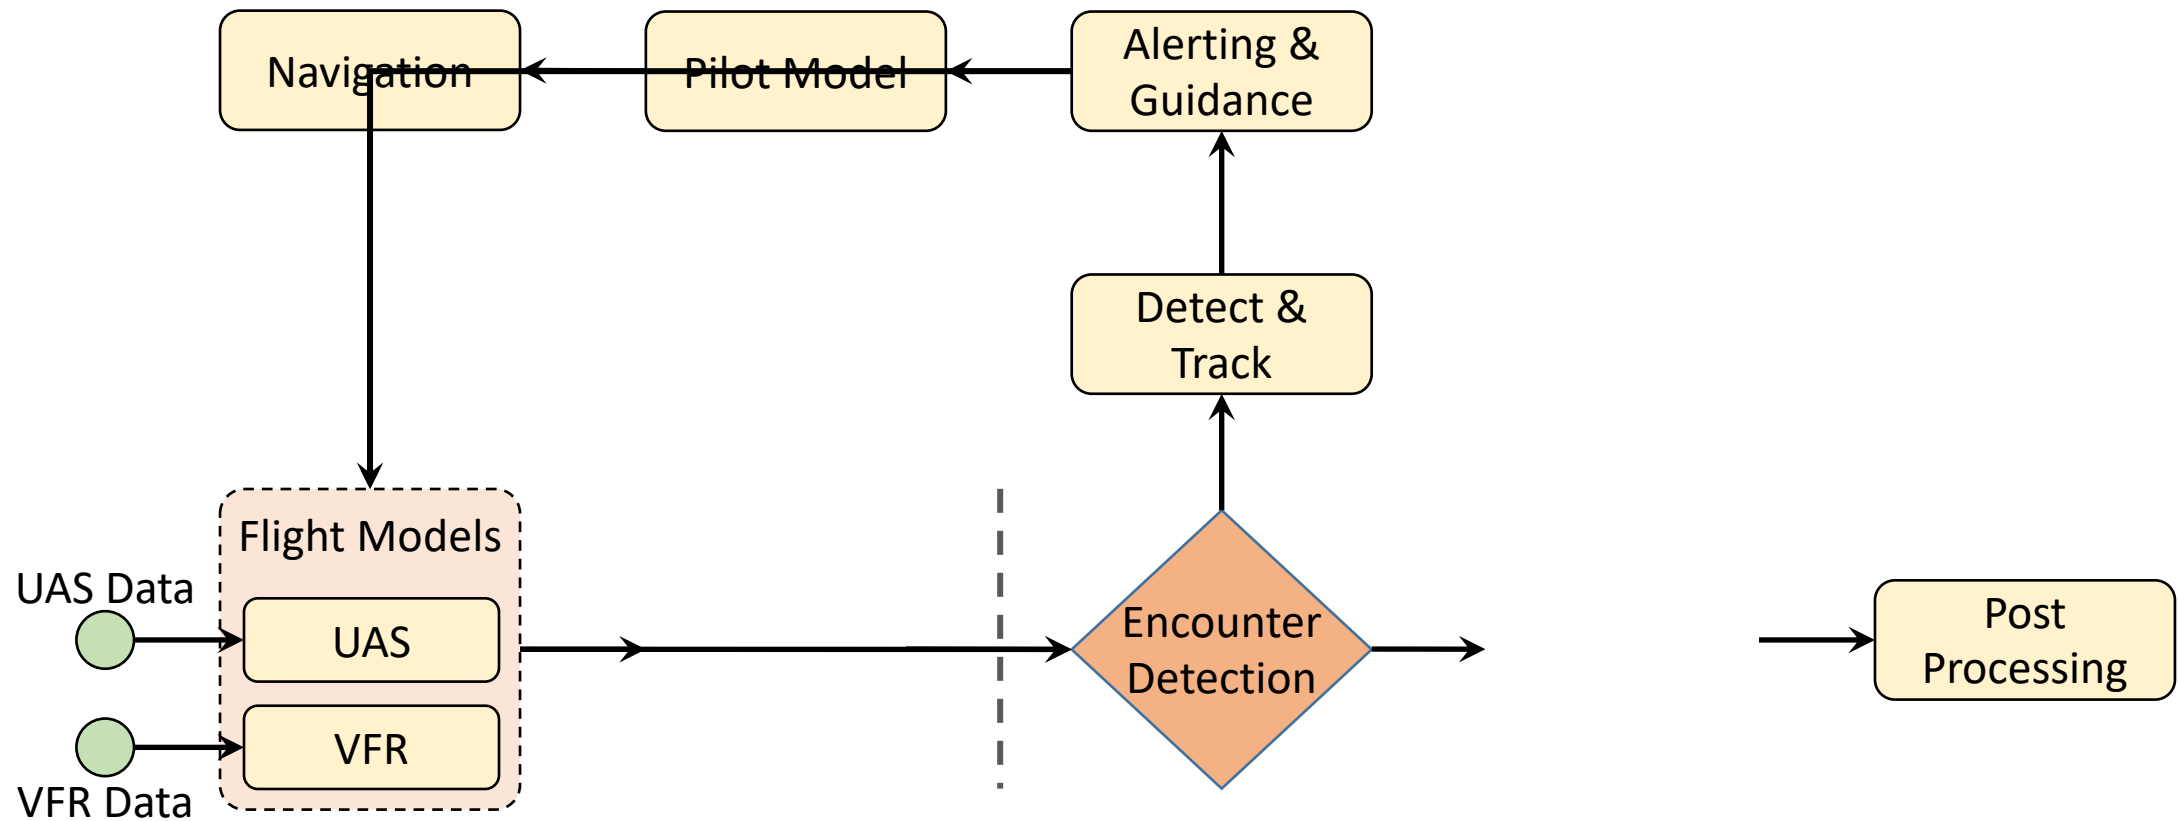 Navigation
Pilot Model
Alerting &
Guidance
Detect &
Track
Flight Models
UAS Data
UAS
VFR
VFR Data
Encounter
Detection
Post
Processing